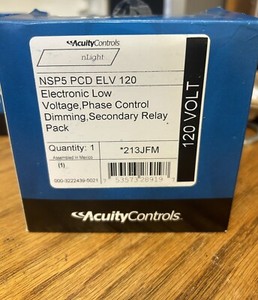 AcuityControls
nLight
NSP5 PCD ELV 120
Electronic Low
Voltage,Phase Control
Dimming,Secondary Relay
Pack
Quantity: 1
*213JFM
Assembled in Mexico
(1)
120 VOLT
AcuityControls